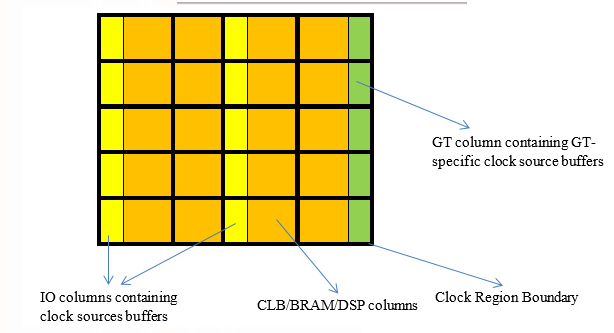 GT column containing GT-
specific clock source buffers
IO columns containing
clock sources buffers
CLB/BRAM/DSP columns
Clock Region Boundary